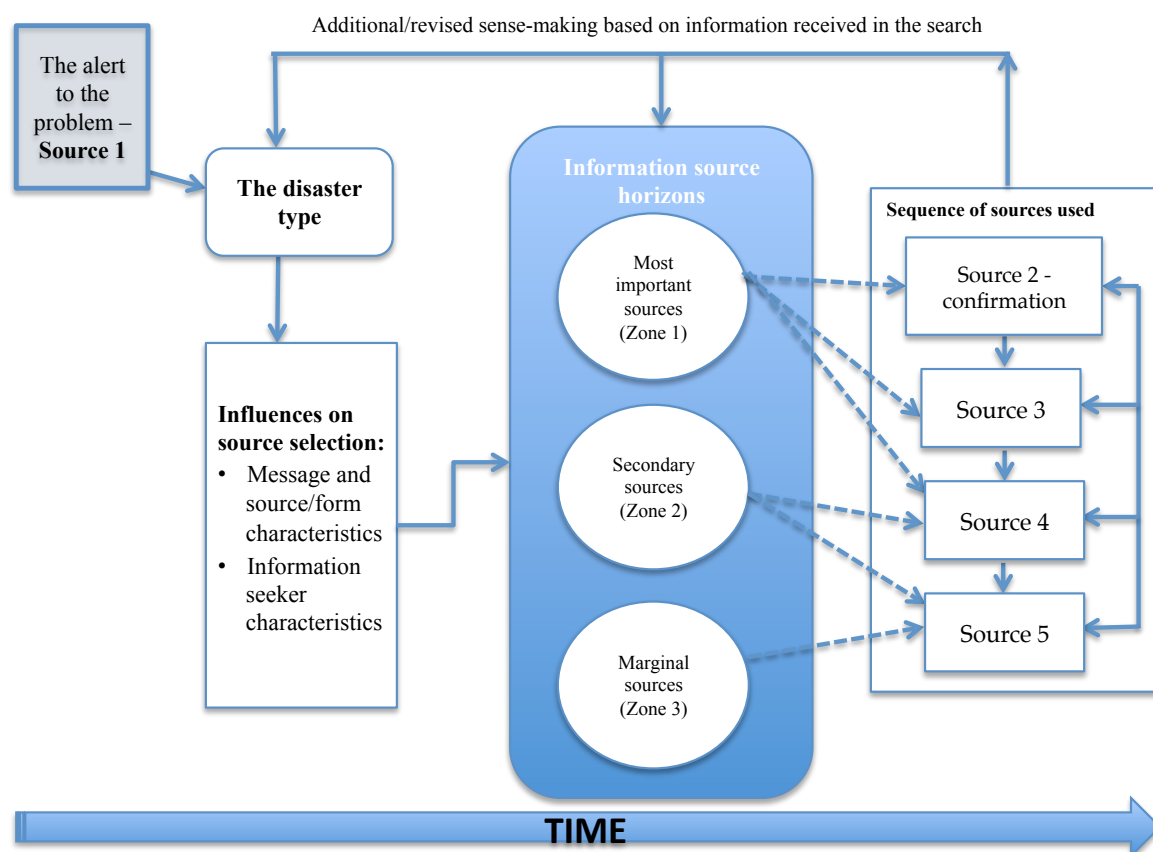 Additional/revised sense-making based on information received in the search
The alert
to the
problem –
Source 1
The disaster
type
Influences on
source selection:
• Message and
source/form
characteristics
• Information
seeker
characteristics
Information source
horizons
Most
important
sources
(Zone 1)
Secondary
sources
(Zone 2)
Marginal
sources
(Zone 3)
Sequence of sources used
Source 2 -
confirmation
Source 3
Source 4
Source 5
TIME